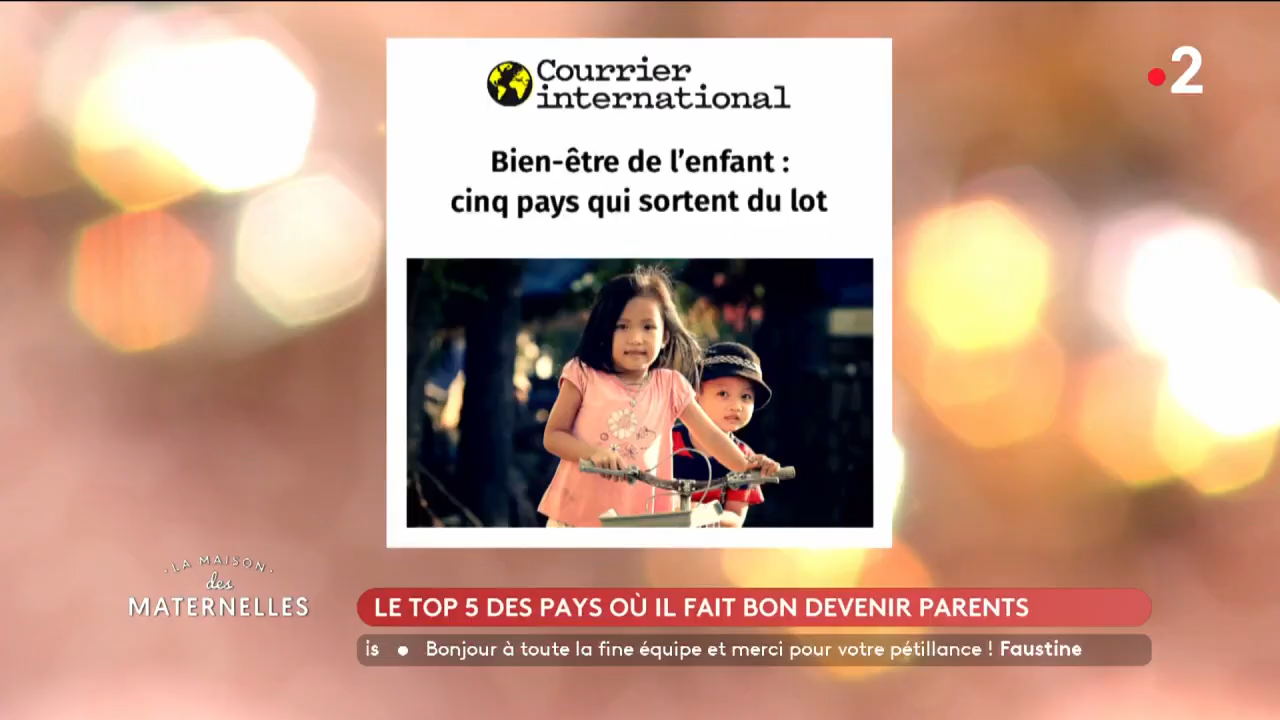 Courrier
international
2
Bien-être de l'enfant :
cinq pays qui sortent du lot
LA MAISON
des
MATERNELLES
LE TOP 5 DES PAYS OÙ IL FAIT BON DEVENIR PARENTS
is • Bonjour à toute la fine équipe et merci pour votre pétillance ! Faustine